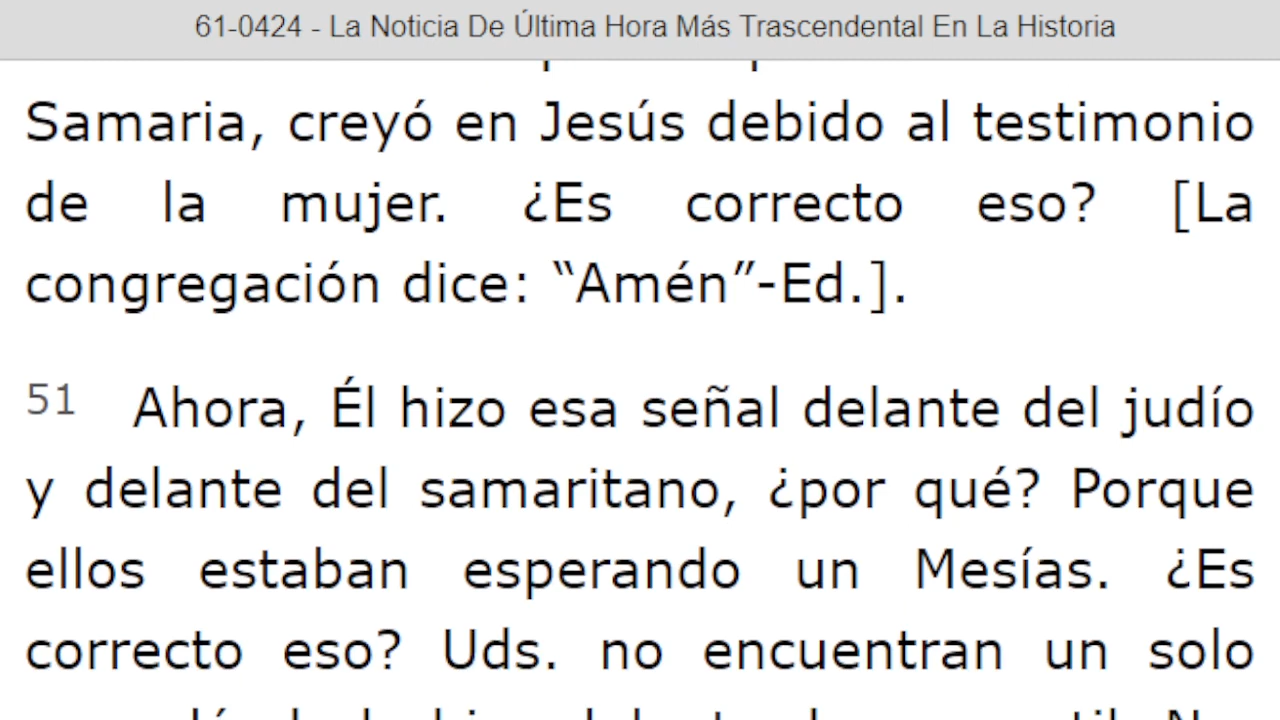 61-0424 - La Noticia De Última Hora Más Trascendental En La Historia
Samaria, creyó en Jesús debido al testimonio
de la mujer. ¿Es correcto eso? [La
congregación dice: “Amén”-Ed.].
51 Ahora, Él hizo esa señal delante del judío
y delante del samaritano, ¿por qué? Porque
ellos estaban esperando un Mesías. ¿Es
correcto eso? Uds. no encuentran un solo